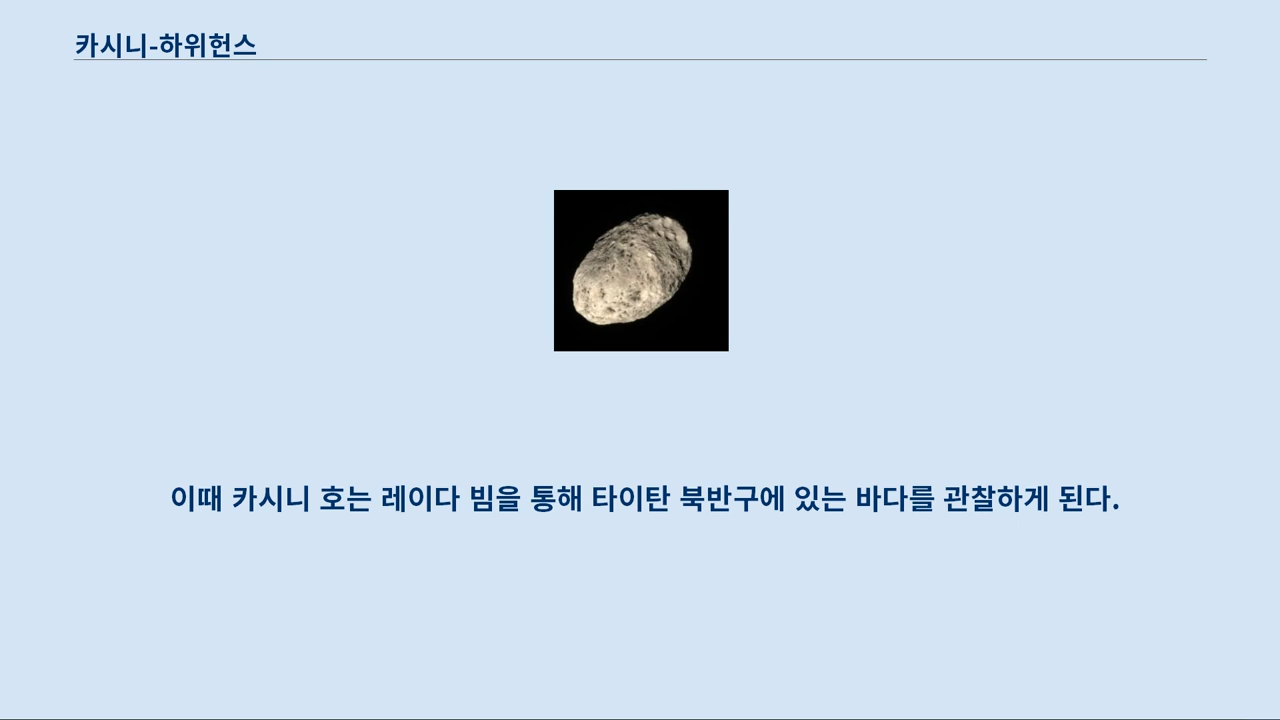 카시니-하위헌스
이때 카시니 호는 레이다 빔을 통해 타이탄 북반구에 있는 바다를 관찰하게 된다.